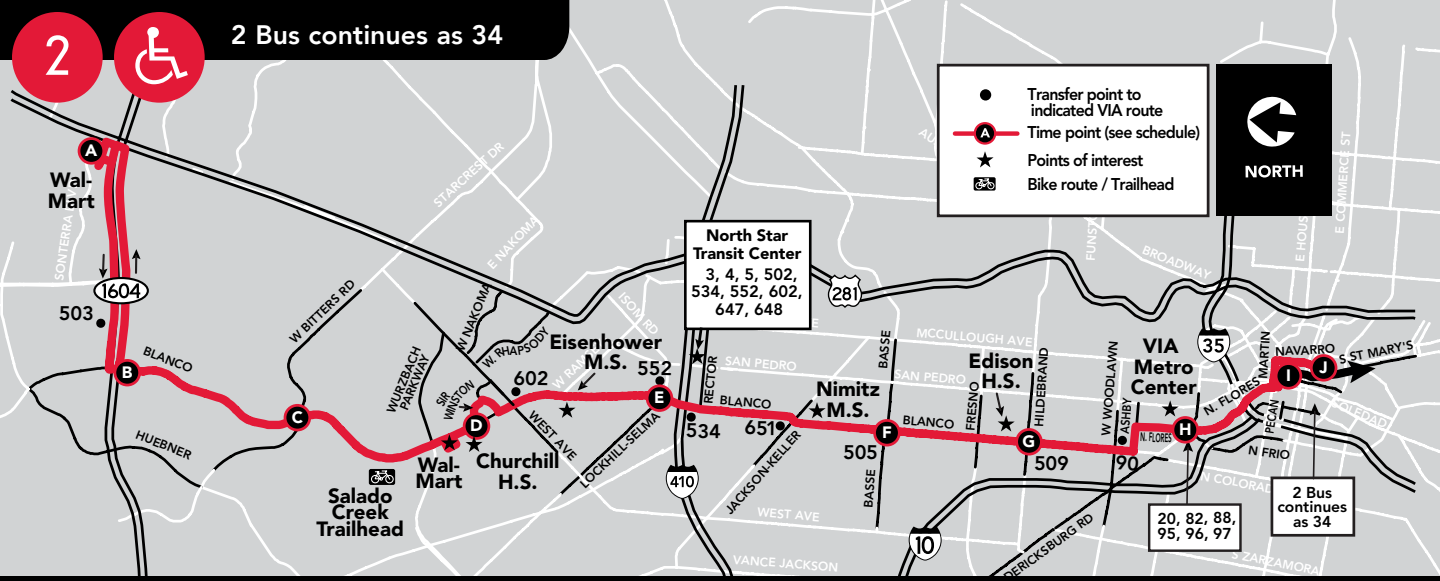 2
2 Bus continues as 34
Transfer point to
indicated VIA route
A
Time point (see schedule)
Points of interest
Bike route / Trailhead
NORTH
A
Wal-
Mart
SONTERRA
1604
503
B
BLANCO
HUEBNER
W BITTERS RD
C
STARCREST DR
E NAKOMA
W NAKOMA
W. RHAPSODY
WURZBACH
PARKWAY
SIR
WINSTON
D
Wal-
Mart
Churchill
H.S.
Salado
Creek
Trailhead
602
WEST AVE
Eisenhower
M.S.
ISOM RD
552
E
LOCKHILL-SELMA
North Star
Transit Center
3, 4, 5, 502,
534, 552, 602,
647, 648
281
RECTOR
SAN PEDRO
BLANCO
534
651
410
JACKSON-KELLER
WEST AVE
VANCE JACKSON
Nimitz
M.S.
BASSE
F
505
BASSE
BLANCO
MCCULLOUGH AVE
SAN PEDRO
Edison
H.S.
FRESNO
HILDEBRAND
G
509
10
W WOODLAWN
ASHBY
90
BROADWAY
35
VIA
Metro
Center
N. FLORES
H
N. FLORES
MARTIN
NAVARRO
I
J
S ST MARY'S
PECAN
N FRIO
E COMMERCE ST
20, 82, 88,
95, 96, 97
2 Bus
continues
as 34
S ZARZAMORA